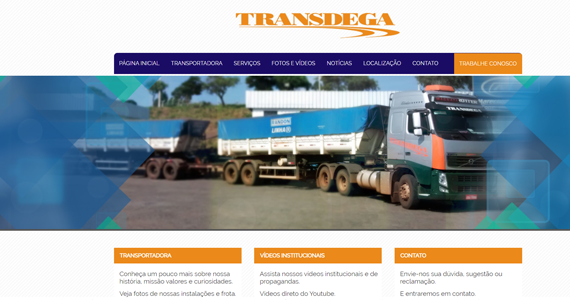 TRANSDEGA
PÁGINA INICIAL TRANSPORTADORA SERVIÇOS FOTOS E VÍDEOS NOTÍCIAS LOCALIZAÇÃO CONTATO TRABALHE CONOSCO
TRANSPORTADORA
Conheça um pouco mais sobre nossa
história, missão valores e curiosidades.
Veja fotos de nossas instalações e frota.
VÍDEOS INSTITUCIONAIS
Assista nossos vídeos institucionais e de
propagandas.
Vídeos direto do Youtube.
CONTATO
Envie-nos sua dúvida, sugestão ou
reclamação.
E entraremos em contato.